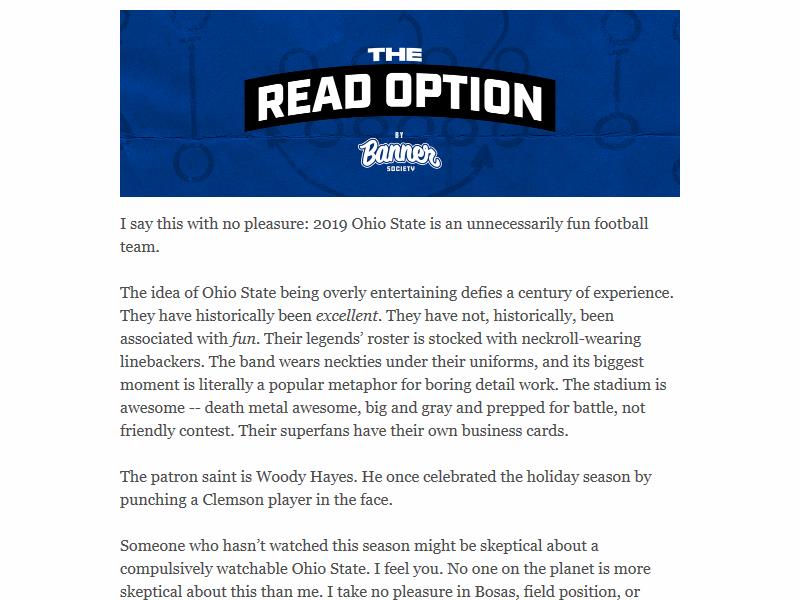 THE
READ OPTION
BY
Banner
SOCIETY
I say this with no pleasure: 2019 Ohio State is an unnecessarily fun football
team.
The idea of Ohio State being overly entertaining defies a century of experience.
They have historically been excellent. They have not, historically, been
associated with fun. Their legends’ roster is stocked with neckroll-wearing
linebackers. The band wears neckties under their uniforms, and its biggest
moment is literally a popular metaphor for boring detail work. The stadium is
awesome -- death metal awesome, big and gray and prepped for battle, not
friendly contest. Their superfans have their own business cards.
The patron saint is Woody Hayes. He once celebrated the holiday season by
punching a Clemson player in the face.
Someone who hasn’t watched this season might be skeptical about a
compulsively watchable Ohio State. I feel you. No one on the planet is more
skeptical about this than me. I take no pleasure in Bosas, field position, or